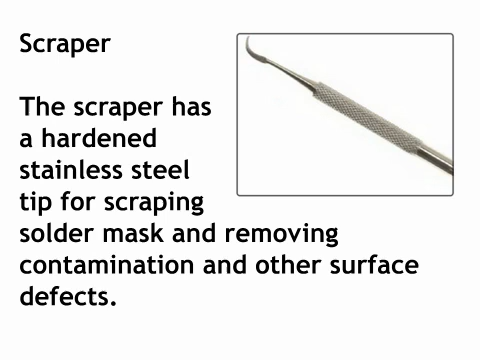 Scraper
The scraper has
a hardened
stainless steel
tip for scraping
solder mask and removing
contamination and other surface
defects.